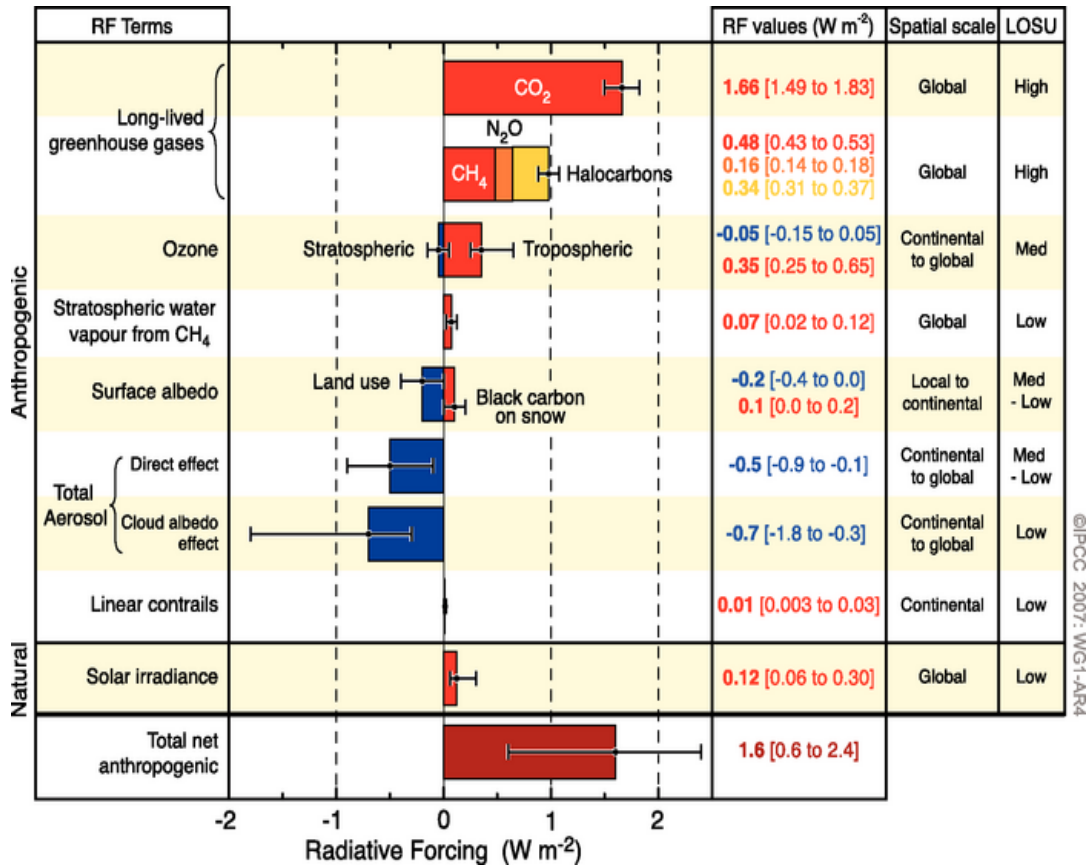 RF Terms
RF values (W m⁻²)
Spatial scale
LOSU
Anthropogenic
Long-lived
greenhouse gases
CO₂
1.66 [1.49 to 1.83]
Global
High
N₂O
CH₄
Halocarbons
0.48 [0.43 to 0.53]
0.16 [0.14 to 0.18]
0.34 [0.31 to 0.37]
Global
High
Ozone
Stratospheric
Tropospheric
-0.05 [-0.15 to 0.05]
0.35 [0.25 to 0.65]
Continental
to global
Med
Stratospheric water
vapour from CH₄
0.07 [0.02 to 0.12]
Global
Low
Surface albedo
Land use
Black carbon
on snow
-0.2 [-0.4 to 0.0]
0.1 [0.0 to 0.2]
Local to
continental
Med
- Low
Total
Aerosol
Direct effect
-0.5 [-0.9 to -0.1]
Continental
to global
Med
- Low
Cloud albedo
effect
-0.7 [-1.8 to -0.3]
Continental
to global
Low
Linear contrails
0.01 [0.003 to 0.03]
Continental
Low
Natural
Solar irradiance
0.12 [0.06 to 0.30]
Global
Low
Total net
anthropogenic
1.6 [0.6 to 2.4]
-2
-1
0
1
2
Radiative Forcing (W m⁻²)
©IPCC 2007: WG1-AR4